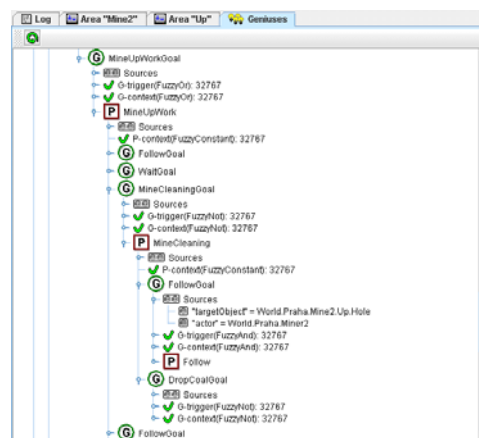 Log Area "Mine2" Area "Up" Geniuses
G MineUpWorkGoal
Sources
G-trigger(FuzzyOr): 32767
G-context(FuzzyOr): 32767
P MineUpWork
Sources
P-context(FuzzyConstant): 32767
G FollowGoal
G WaitGoal
G MineCleaningGoal
Sources
G-trigger(FuzzyNot): 32767
G-context(FuzzyNot): 32767
P MineCleaning
Sources
P-context(FuzzyConstant): 32767
G FollowGoal
Sources
"targetObject" = World.Praha.Mine2.Up.Hole
"actor" = World.Praha.Miner2
G-trigger(FuzzyAnd): 32767
G-context(FuzzyAnd): 32767
P Follow
G DropCoalGoal
Sources
G-trigger(FuzzyNot): 32767
G-context(FuzzyNot): 32767
G FollowGoal